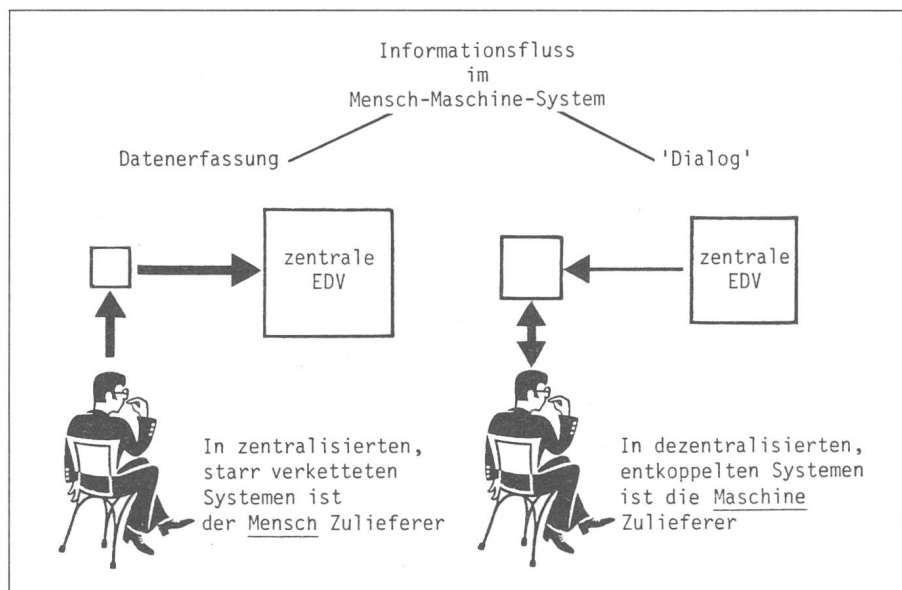 Informationsfluss
im
Mensch-Maschine-System
Datenerfassung
'Dialog'
zentrale
EDV
zentrale
EDV
In zentralisierten,
starr verketteten
Systemen ist
der Mensch Zulieferer
In dezentralisierten,
entkoppelten Systemen
ist die Maschine
Zulieferer